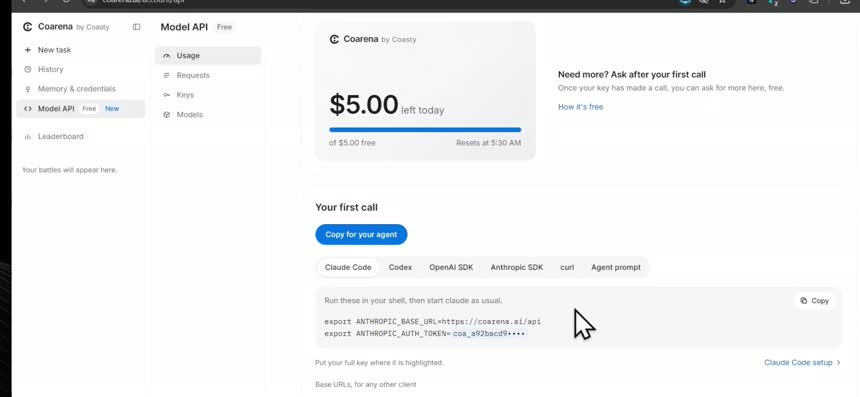 coarena.ai/account/api
Coarena by Coasty
New task
History
Memory & credentials
Model API Free New
Leaderboard
Your battles will appear here.
Model API Free
Usage
Requests
Keys
Models
Coarena by Coasty
$5.00 left today
of $5.00 free Resets at 5:30 AM
Need more? Ask after your first call
Once your key has made a call, you can ask for more here, free.
How it's free
Your first call
Copy for your agent
Claude Code Codex OpenAI SDK Anthropic SDK curl Agent prompt
Run these in your shell, then start claude as usual.
Copy
export ANTHROPIC_BASE_URL=https://coarena.ai/api
export ANTHROPIC_AUTH_TOKEN=coa_a92bacd9••••
Put your full key where it is highlighted.
Claude Code setup
Base URLs, for any other client